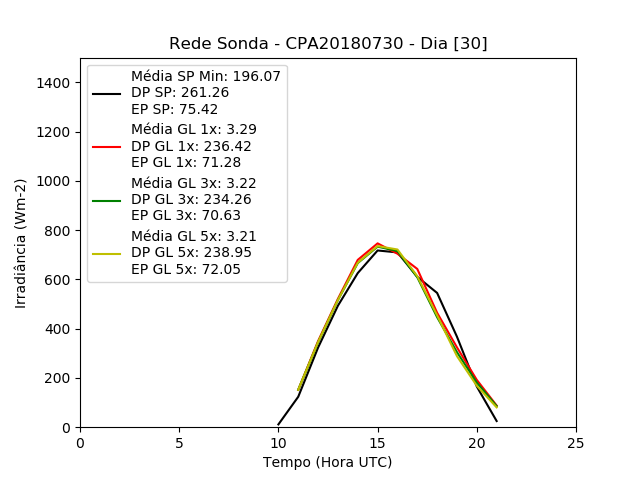 Rede Sonda - CPA20180730 - Dia [30]
Média SP Min: 196.07
DP SP: 261.26
EP SP: 75.42
Média GL 1x: 3.29
DP GL 1x: 236.42
EP GL 1x: 71.28
Média GL 3x: 3.22
DP GL 3x: 234.26
EP GL 3x: 70.63
Média GL 5x: 3.21
DP GL 5x: 238.95
EP GL 5x: 72.05
Irradiância (Wm-2)
1400
1200
1000
800
600
400
200
0
0 5 10 15 20 25
Tempo (Hora UTC)